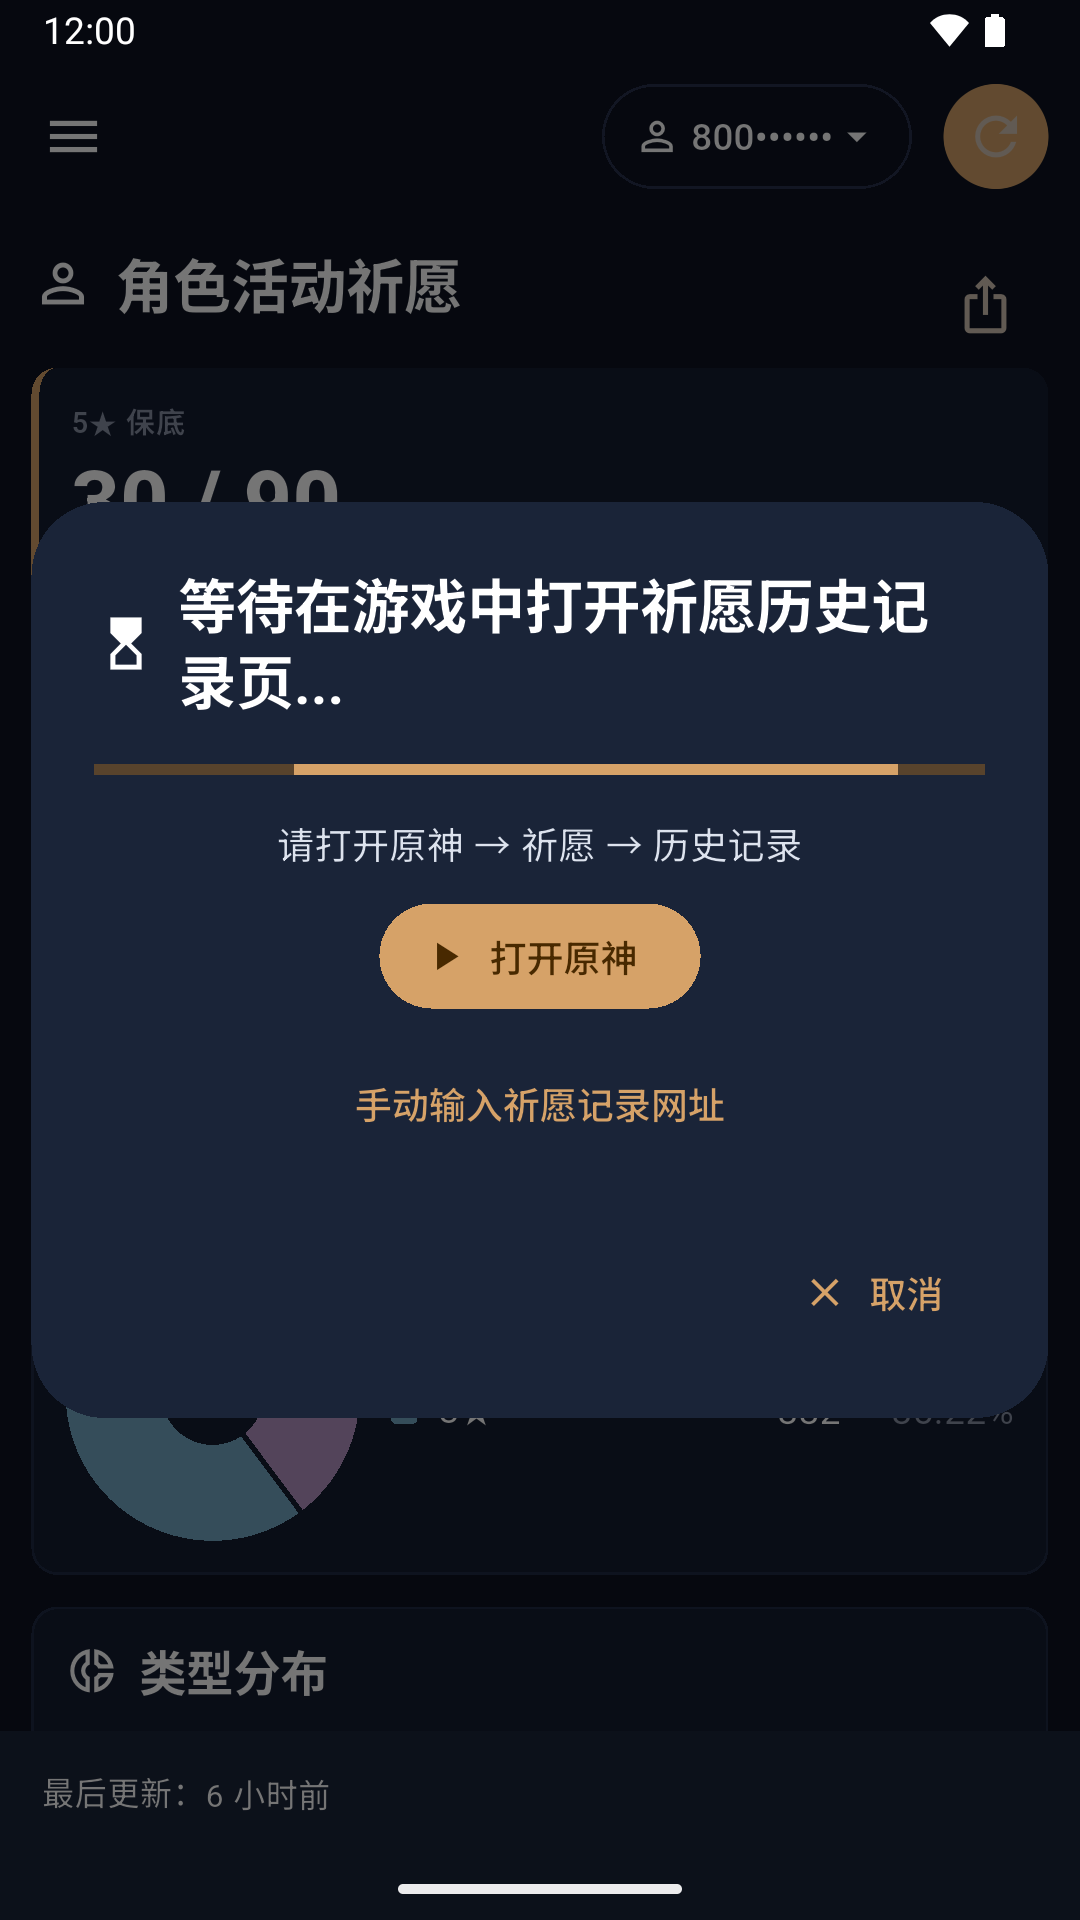 12:00
800••••••
角色活动祈愿
5★ 保底
30 / 90
等待在游戏中打开祈愿历史记
录页...
请打开原神 → 祈愿 → 历史记录
打开原神
手动输入祈愿记录网址
取消
类型分布
最后更新：6 小时前